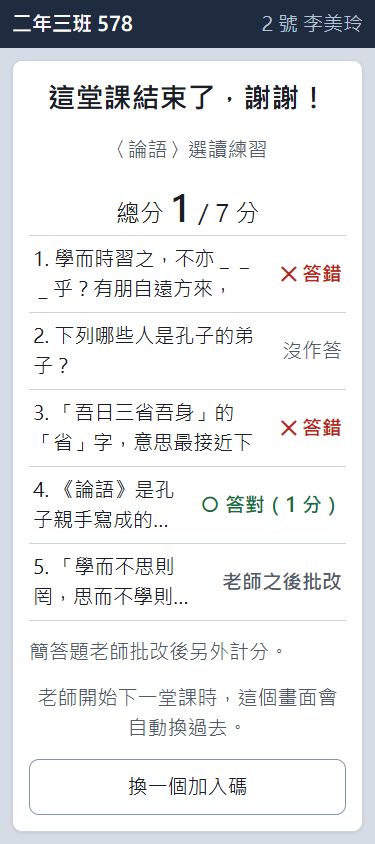 二年三班 578
2 號 李美玲
這堂課結束了，謝謝！
〈論語〉選讀練習
總分 1 / 7 分
1. 學而時習之，不亦 _ _
_ 乎？有朋自遠方來，
✕ 答錯
2. 下列哪些人是孔子的弟
子？
沒作答
3. 「吾日三省吾身」的
「省」字，意思最接近下
✕ 答錯
4. 《論語》是孔
子親手寫成的...
○ 答對（1 分）
5. 「學而不思則
罔，思而不學則...
老師之後批改
簡答題老師批改後另外計分。
老師開始下一堂課時，這個畫面會
自動換過去。
換一個加入碼